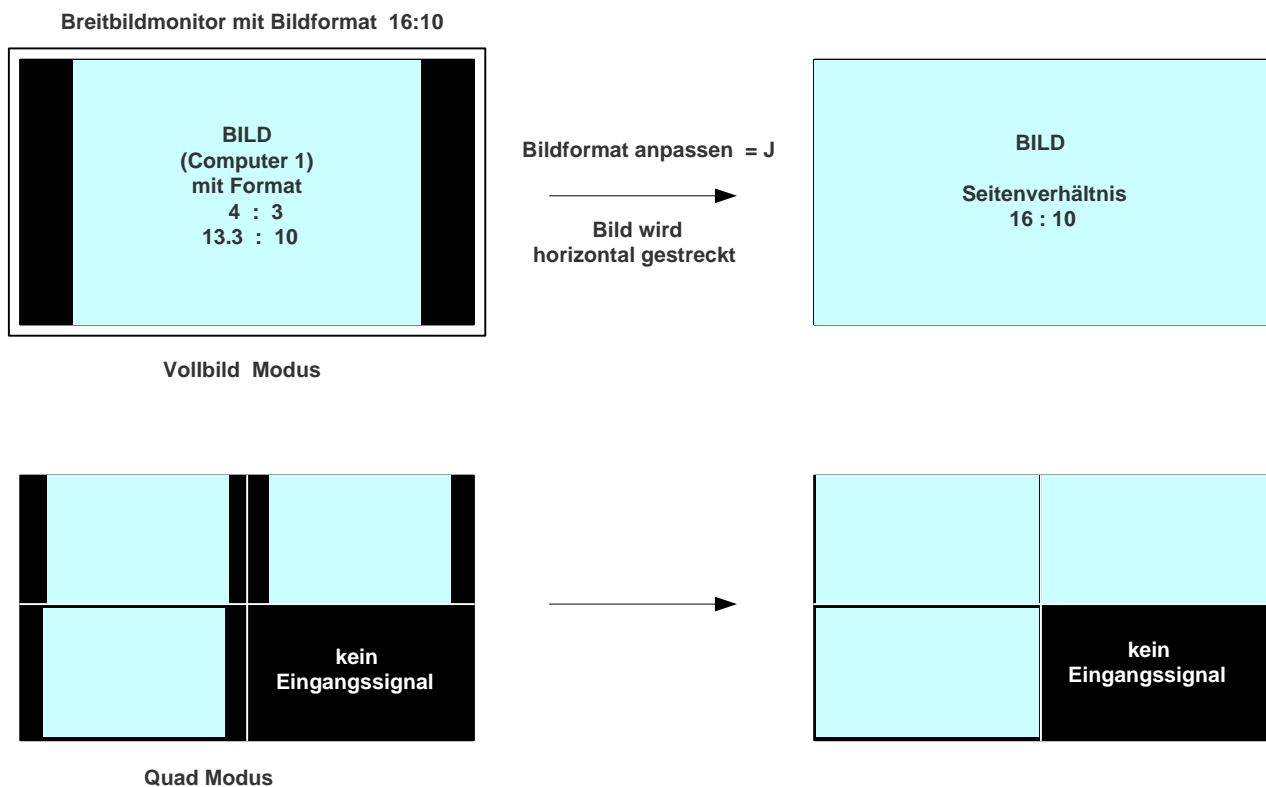 Breitbildmonitor mit Bildformat 16:10
BILD
(Computer 1)
mit Format
4 : 3
13.3 : 10
Bildformat anpassen = J
Bild wird
horizontal gestreckt
BILD
Seitenverhältnis
16 : 10
Vollbild Modus
kein
Eingangssignal
kein
Eingangssignal
Quad Modus